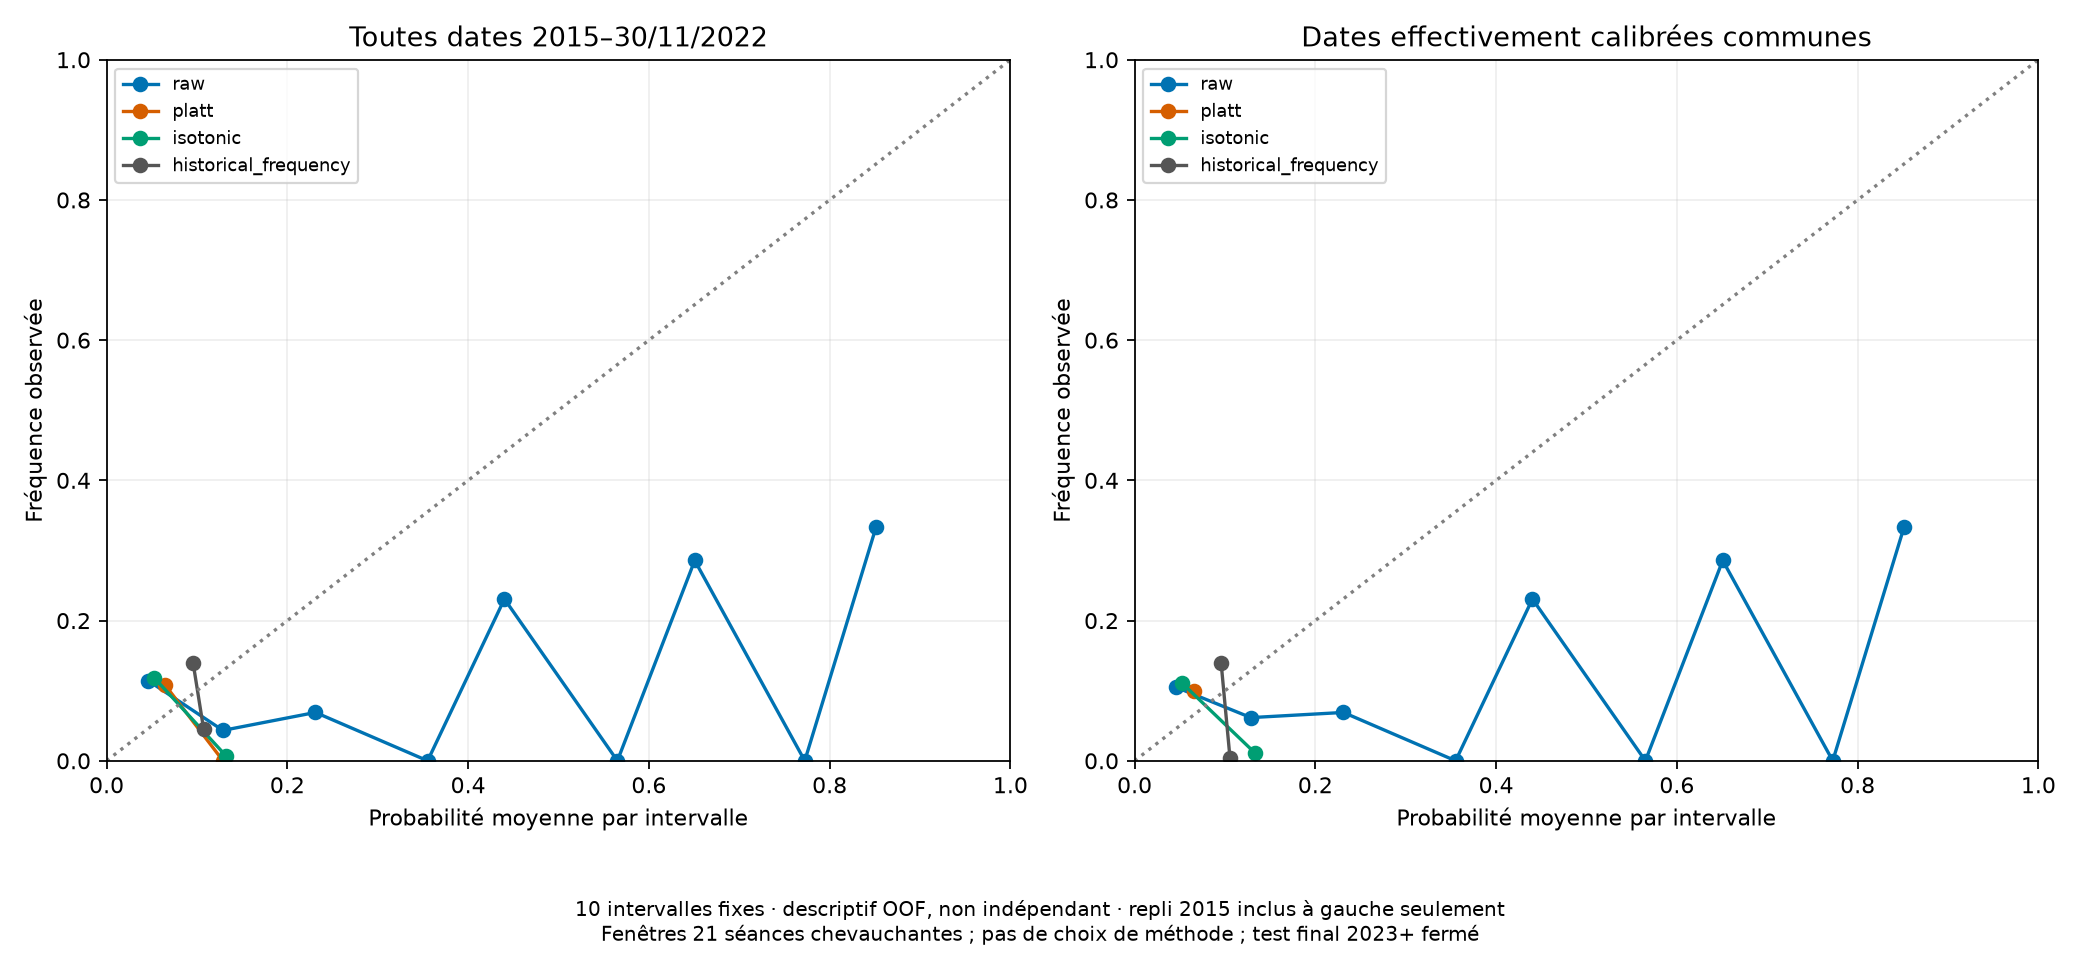 Toutes dates 2015–30/11/2022
1.0
0.8
0.6
0.4
0.2
0.0
Fréquence observée
raw
platt
isotonic
historical_frequency
0.0 0.2 0.4 0.6 0.8 1.0
Probabilité moyenne par intervalle
Dates effectivement calibrées communes
1.0
0.8
0.6
0.4
0.2
0.0
Fréquence observée
raw
platt
isotonic
historical_frequency
0.0 0.2 0.4 0.6 0.8 1.0
Probabilité moyenne par intervalle
10 intervalles fixes · descriptif OOF, non indépendant · repli 2015 inclus à gauche seulement
Fenêtres 21 séances chevauchantes ; pas de choix de méthode ; test final 2023+ fermé